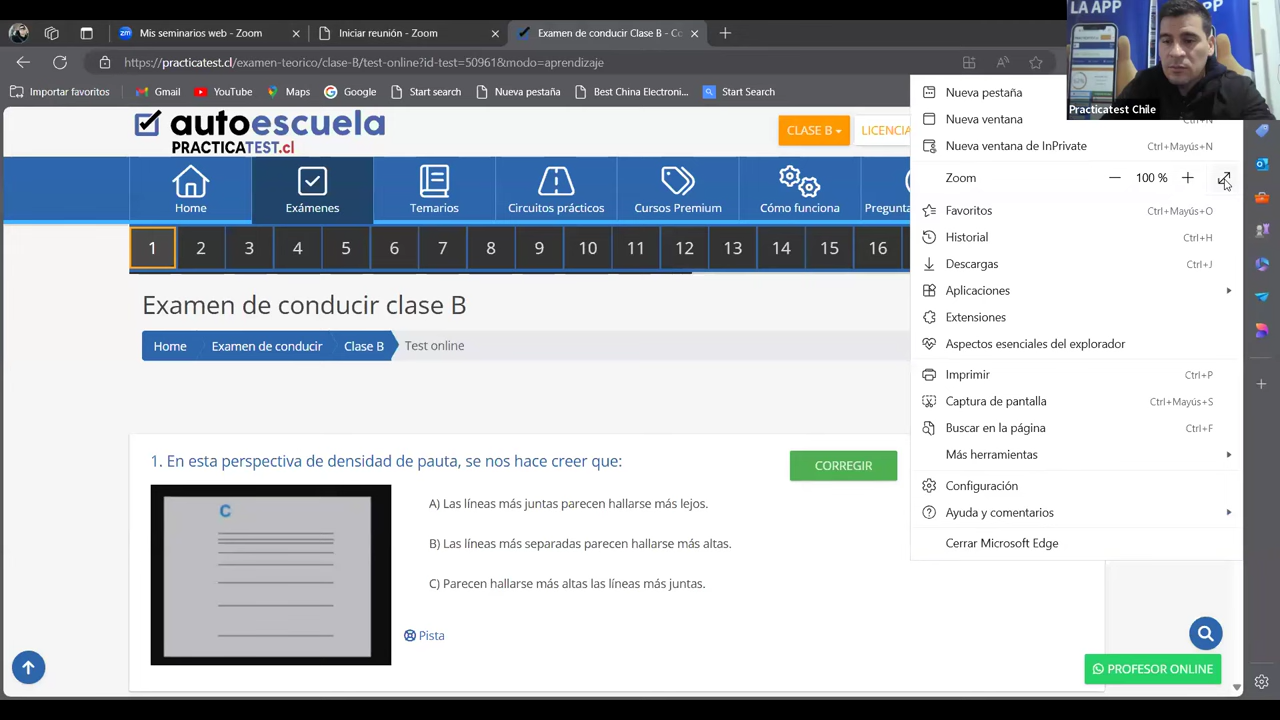 Mis seminarios web - Zoom
Iniciar reunión - Zoom
Examen de conducir Clase B - Co
https://practicatest.cl/examen-teorico/clase-B/test-online?id-test=50961&modo=aprendizaje
Importar favoritos
Gmail
YouTube
Maps
Google
Start search
Nueva pestaña
Best China Electroni...
Start Search
LA APP
Practicatest Chile
autoescuela
PRACTICATEST.cl
CLASE B
LICENCIA
Home
Exámenes
Temarios
Circuitos prácticos
Cursos Premium
Cómo funciona
Pregunta
1 2 3 4 5 6 7 8 9 10 11 12 13 14 15 16
Examen de conducir clase B
Home
Examen de conducir
Clase B
Test online
1. En esta perspectiva de densidad de pauta, se nos hace creer que:
CORREGIR
C
A) Las líneas más juntas parecen hallarse más lejos.
B) Las líneas más separadas parecen hallarse más altas.
C) Parecen hallarse más altas las líneas más juntas.
Pista
PROFESOR ONLINE
Nueva pestaña
Nueva ventana Ctrl+N
Nueva ventana de InPrivate Ctrl+Mayús+N
Zoom 100 %
Favoritos Ctrl+Mayús+O
Historial Ctrl+H
Descargas Ctrl+J
Aplicaciones
Extensiones
Aspectos esenciales del explorador
Imprimir Ctrl+P
Captura de pantalla Ctrl+Mayús+S
Buscar en la página Ctrl+F
Más herramientas
Configuración
Ayuda y comentarios
Cerrar Microsoft Edge